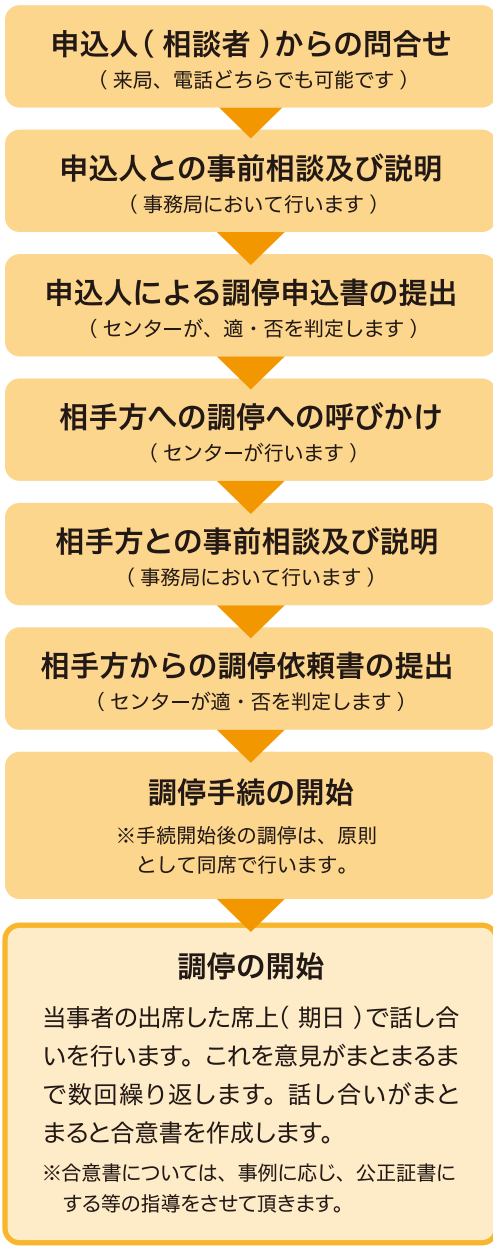 申込人（相談者）からの問合せ
（来局、電話どちらでも可能です）
申込人との事前相談及び説明
（事務局において行います）
申込人による調停申込書の提出
（センターが、適・否を判定します）
相手方への調停への呼びかけ
（センターが行います）
相手方との事前相談及び説明
（事務局において行います）
相手方からの調停依頼書の提出
（センターが適・否を判定します）
調停手続の開始
※手続開始後の調停は、原則
として同席で行います。
調停の開始
当事者の出席した席上（期日）で話し合
いを行います。これを意見がまとまるま
で数回繰り返します。話し合いがまと
まると合意書を作成します。
※合意書については、事例に応じ、公正証書に
する等の指導をさせて頂きます。